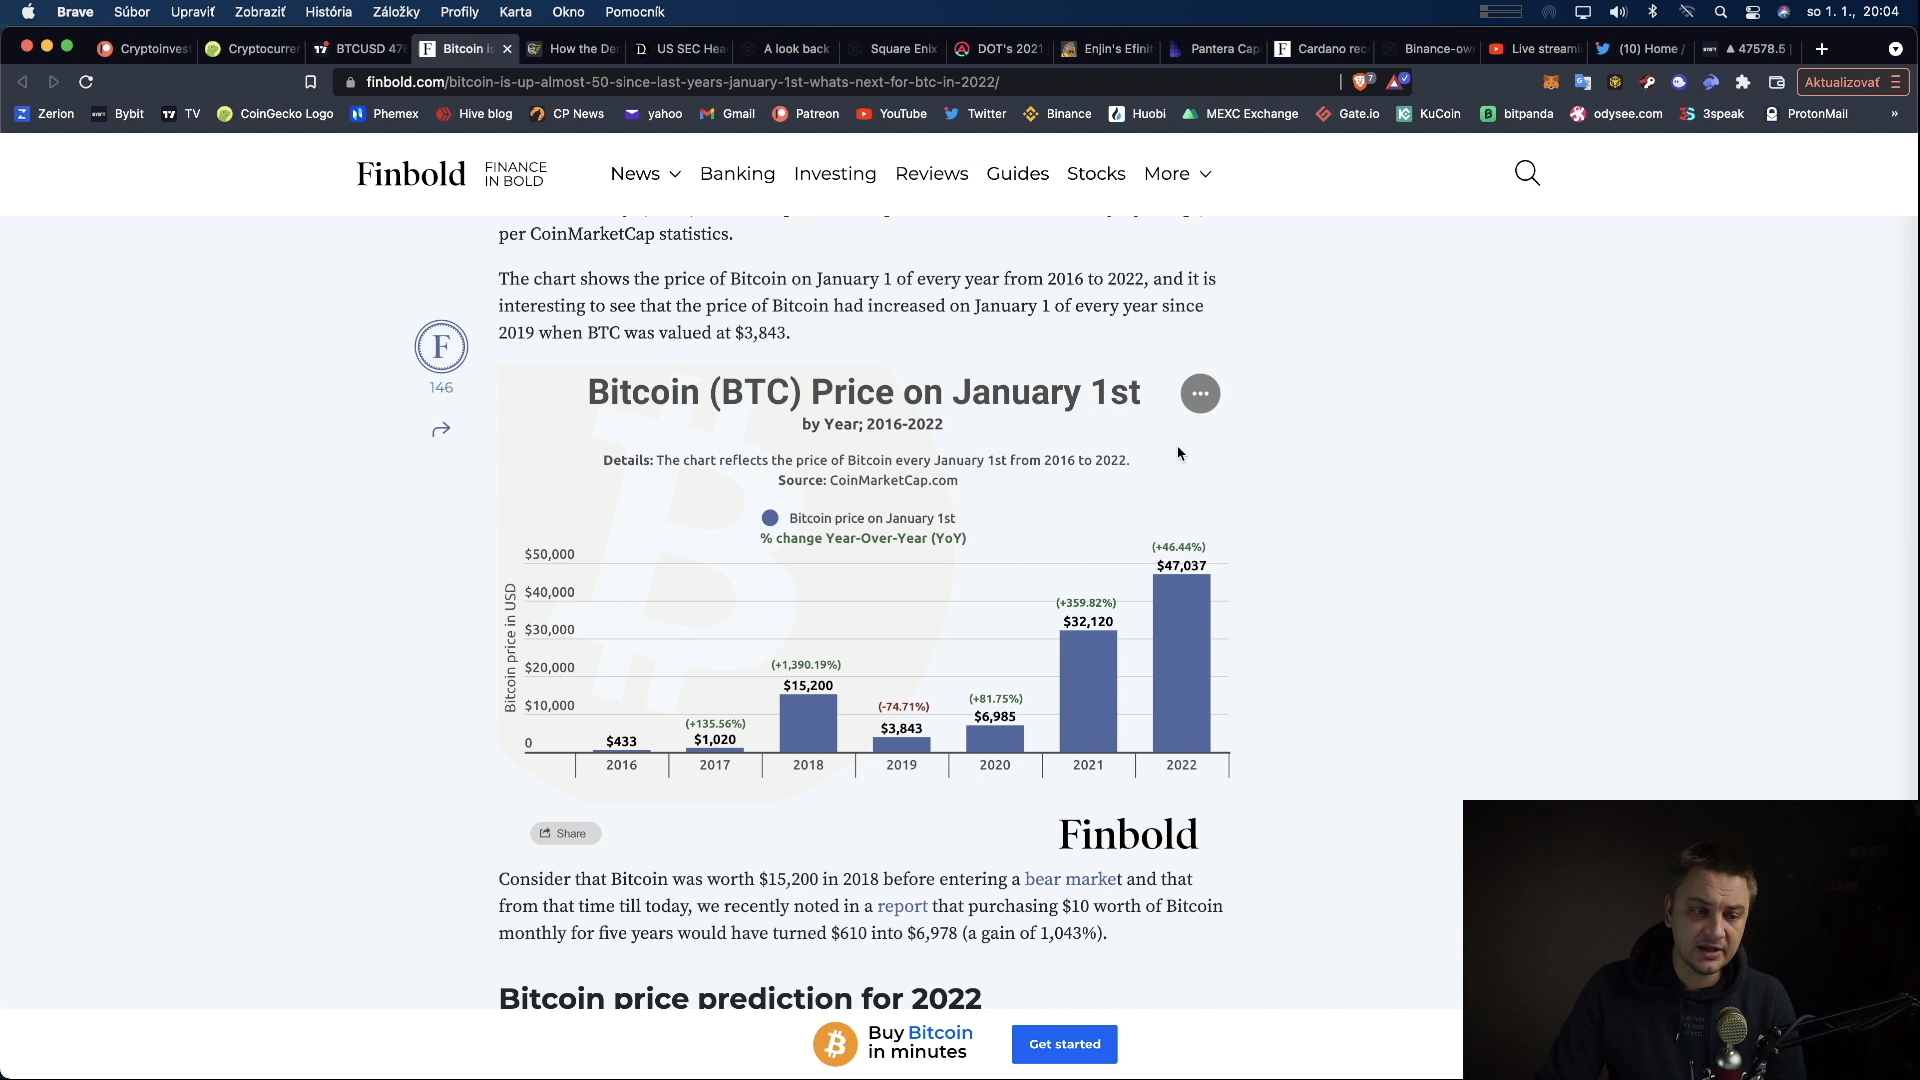 Brave Súbor Upraviť Zobraziť História Záložky Profily Karta Okno Pomocník so 1. 1., 20:04
Cryptoinves Cryptocurrer BTCUSD 47 Bitcoin is How the De US SEC Hea A look back Square Enix DOT's 2021 Enjin's Efini Pantera Cap Cardano rec Binance-ow Live streami (10) Home / ▲ 47578.5
finbold.com/bitcoin-is-up-almost-50-since-last-years-january-1st-whats-next-for-btc-in-2022/ 7 Aktualizovať
Zerion Bybit TV CoinGecko Logo Phemex Hive blog CP News yahoo Gmail Patreon YouTube Twitter Binance Huobi MEXC Exchange Gate.io KuCoin bitpanda odysee.com 3speak ProtonMail »
Finbold FINANCE IN BOLD News Banking Investing Reviews Guides Stocks More
per CoinMarketCap statistics.
The chart shows the price of Bitcoin on January 1 of every year from 2016 to 2022, and it is
interesting to see that the price of Bitcoin had increased on January 1 of every year since
2019 when BTC was valued at $3,843.
F
146
Bitcoin (BTC) Price on January 1st
by Year; 2016-2022
Details: The chart reflects the price of Bitcoin every January 1st from 2016 to 2022.
Source: CoinMarketCap.com
Bitcoin price on January 1st
% change Year-Over-Year (YoY)
Bitcoin price in USD
$50,000
$40,000
$30,000
$20,000
$10,000
0
$433
(+135.56%)
$1,020
(+1,390.19%)
$15,200
(-74.71%)
$3,843
(+81.75%)
$6,985
(+359.82%)
$32,120
(+46.44%)
$47,037
2016 2017 2018 2019 2020 2021 2022
Share
Finbold
Consider that Bitcoin was worth $15,200 in 2018 before entering a bear market and that
from that time till today, we recently noted in a report that purchasing $10 worth of Bitcoin
monthly for five years would have turned $610 into $6,978 (a gain of 1,043%).
Bitcoin price prediction for 2022
Buy Bitcoin
in minutes
Get started